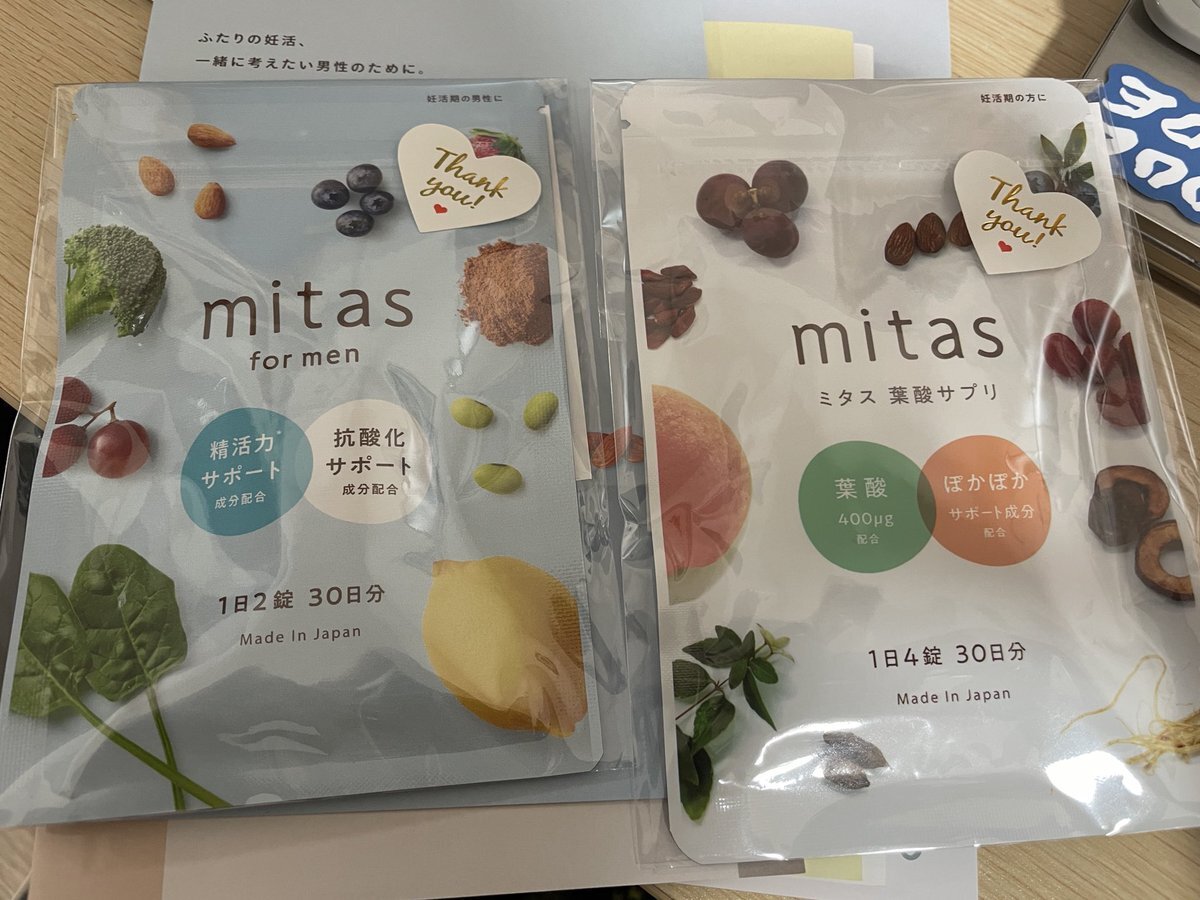 ふたりの妊活、
一緒に考えたい男性のために。
妊活期の男性に
Thank
you!
mitas
for men
精活力
サポート
成分配合
抗酸化
サポート
成分配合
1日2錠 30日分
Made In Japan
妊活期の方に
Thank
you!
mitas
ミタス 葉酸サプリ
葉酸
400μg
配合
ぽかぽか
サポート成分
配合
1日4錠 30日分
Made In Japan